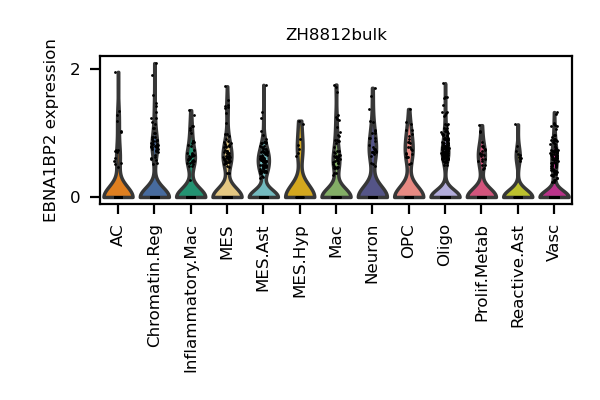 ZH8812bulk
EBNA1BP2 expression
2
0
AC
Chromatin.Reg
Inflammatory.Mac
MES
MES.Ast
MES.Hyp
Mac
Neuron
OPC
Oligo
Prolif.Metab
Reactive.Ast
Vasc